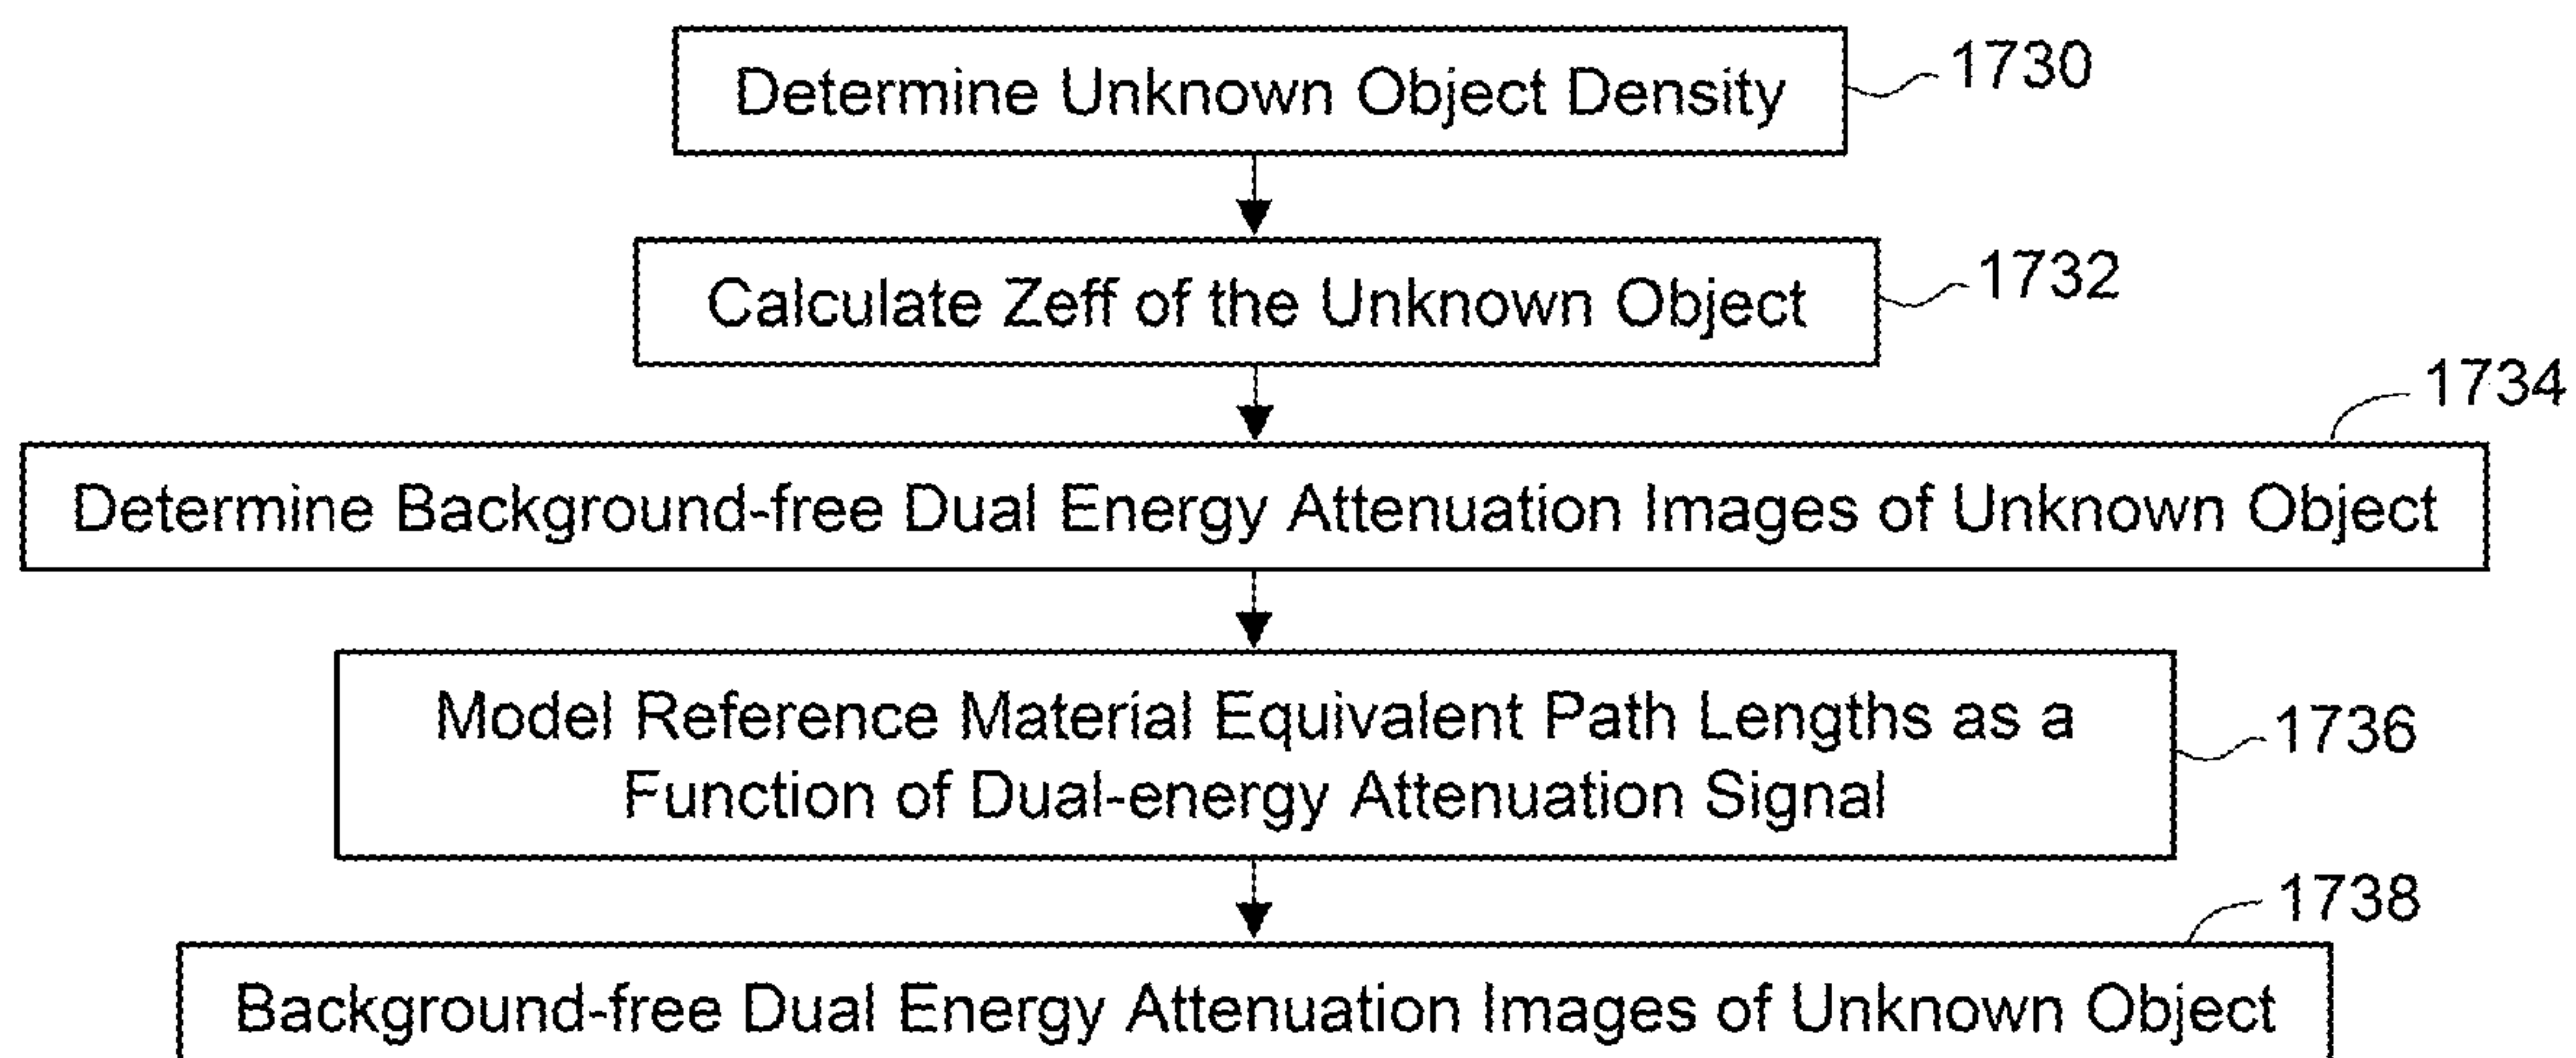 Determine Unknown Object Density
1730
Calculate Zeff of the Unknown Object
1732
1734
Determine Background-free Dual Energy Attenuation Images of Unknown Object
Model Reference Material Equivalent Path Lengths as a
Function of Dual-energy Attenuation Signal
1736
1738
Background-free Dual Energy Attenuation Images of Unknown Object